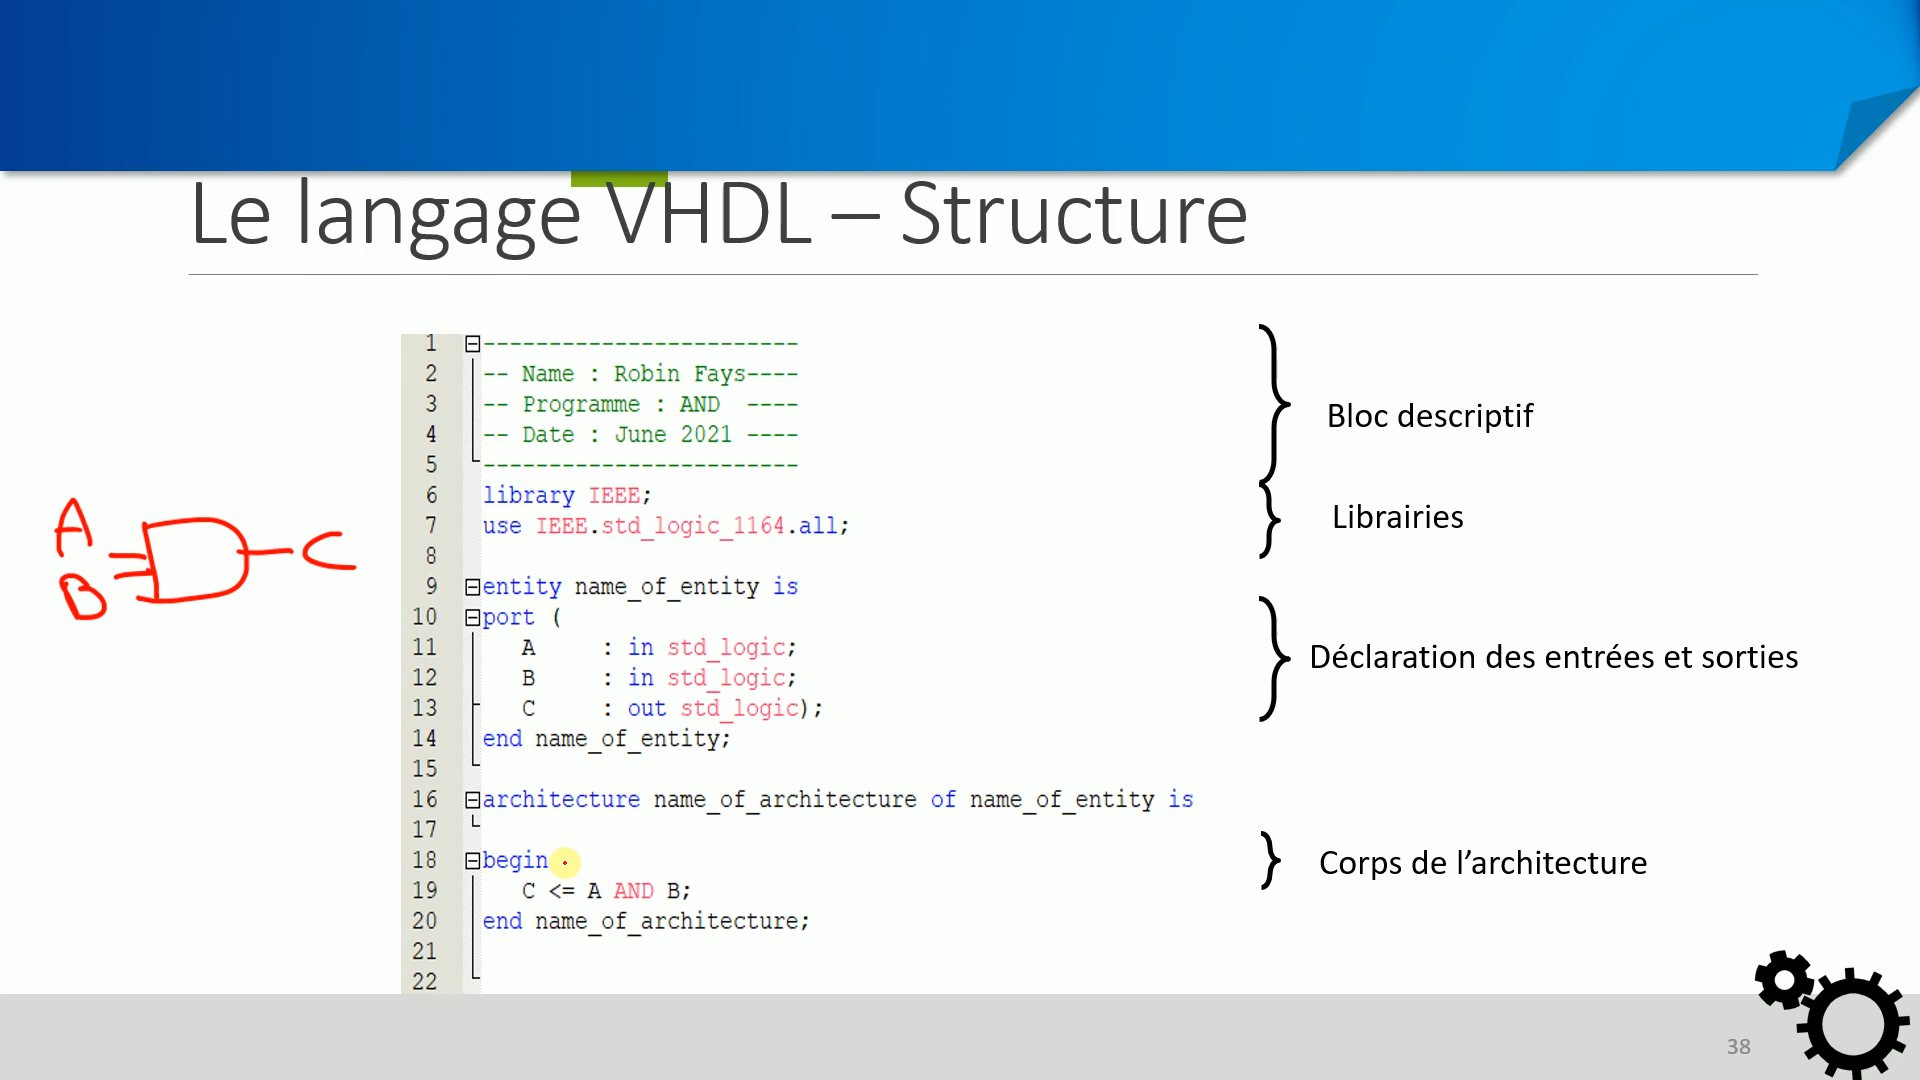 Le langage VHDL – Structure
1 ------------------------
2 -- Name : Robin Fays----
3 -- Programme : AND  ----
4 -- Date : June 2021 ----
5 ------------------------
Bloc descriptif
6 library IEEE;
7 use IEEE.std_logic_1164.all;
Librairies
8
9 entity name_of_entity is
10 port (
11 A : in std_logic;
12 B : in std_logic;
13 C : out std_logic);
14 end name_of_entity;
Déclaration des entrées et sorties
15
16 architecture name_of_architecture of name_of_entity is
17
18 begin
19 C <= A AND B;
20 end name_of_architecture;
21
22
Corps de l’architecture
A
B
C
38